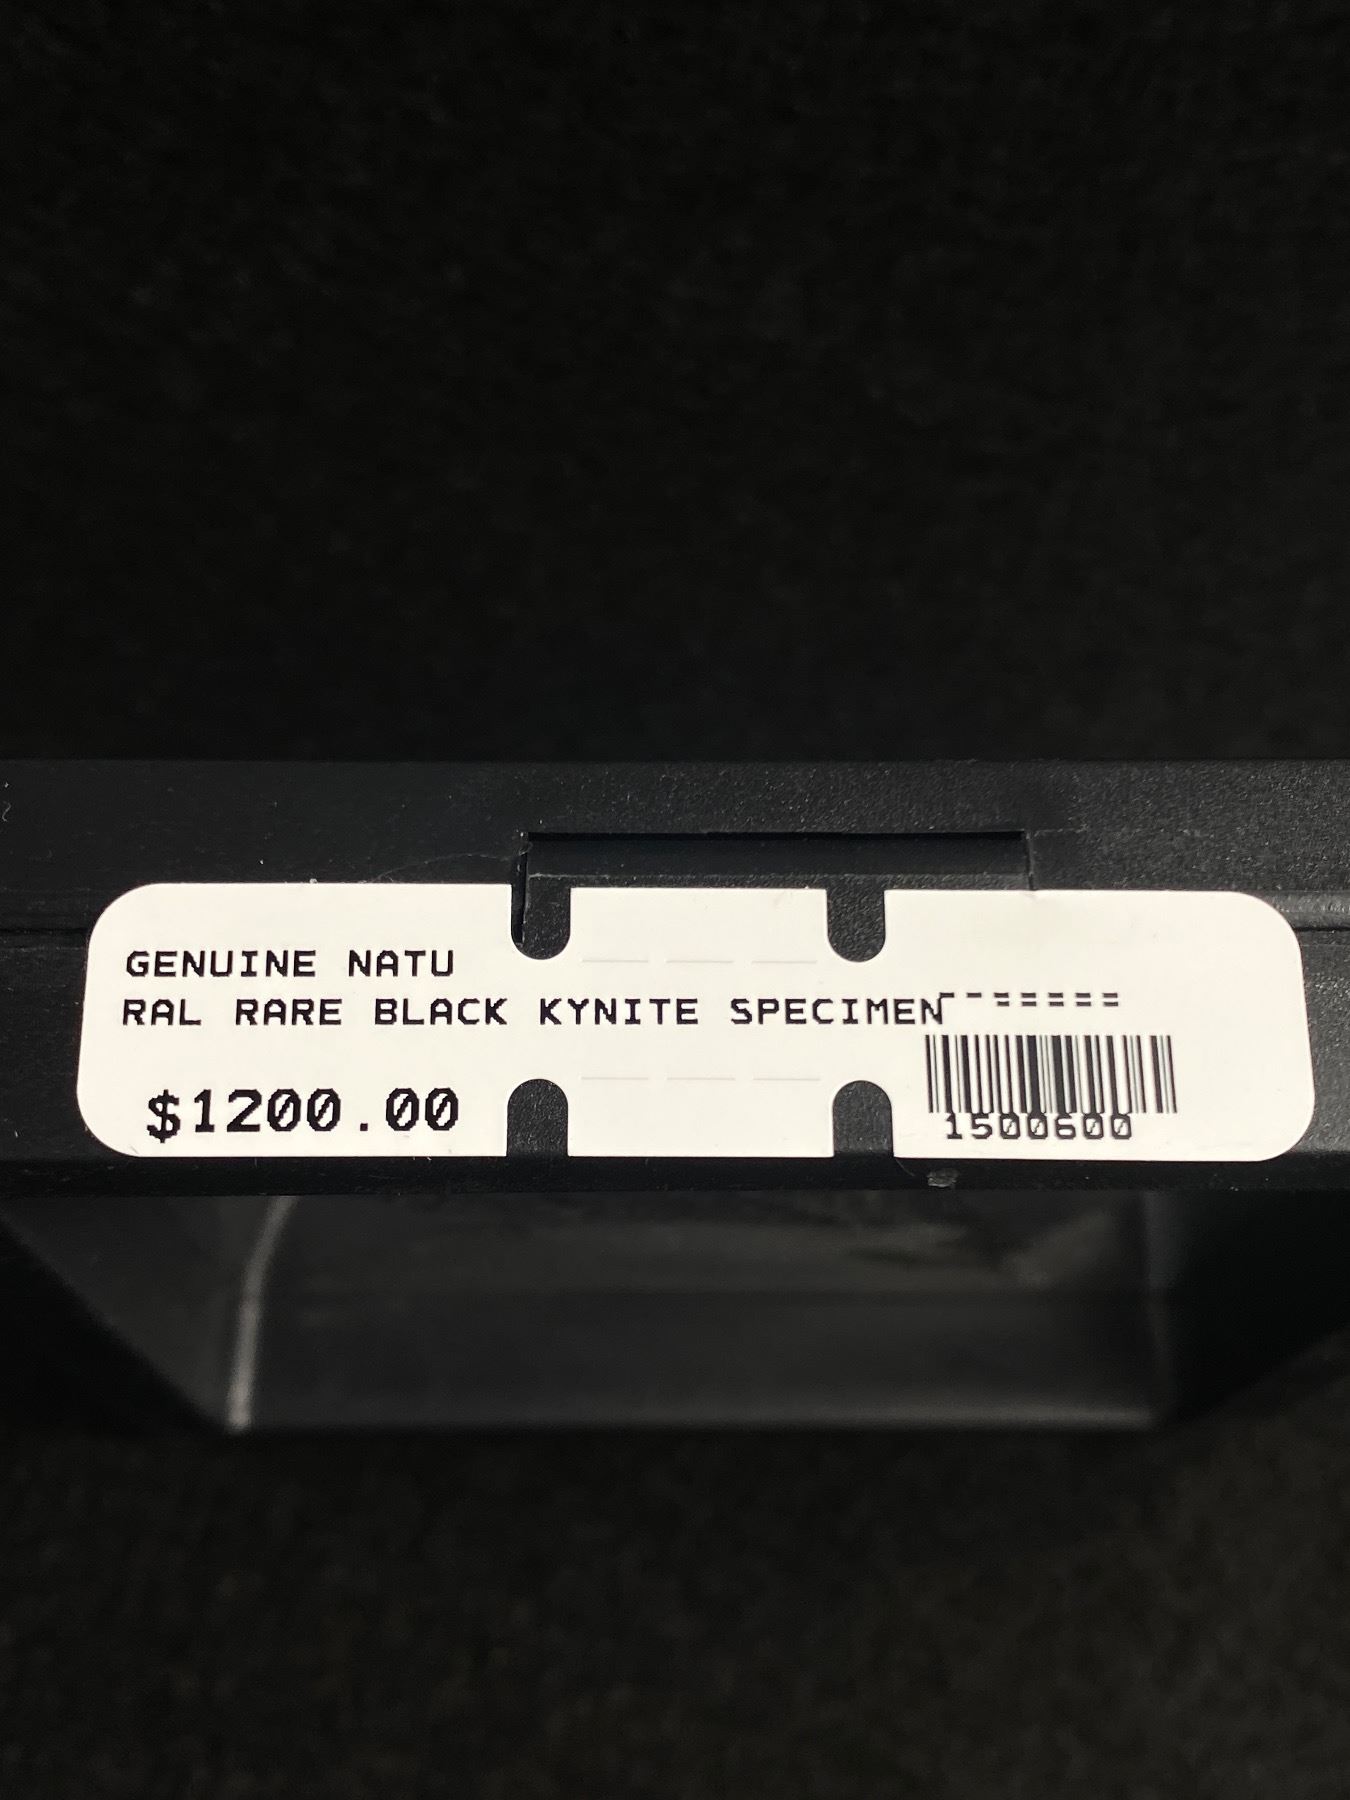 GENUINE NATU
RAL RARE BLACK KYNITE SPECIMEN
$1200.00
1500600